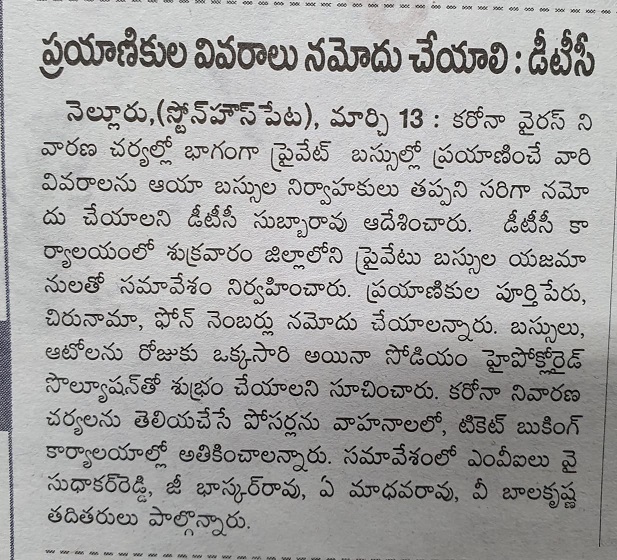 ప్రయాణికుల వివరాలు నమోదు చేయాలి : డీటీసీ
నెల్లూరు,(స్టోన్‌హౌస్‌పేట), మార్చి 13 : కరోనా వైరస్ ని
వారణ చర్యల్లో భాగంగా ప్రైవేట్ బస్సుల్లో ప్రయాణించే వారి
వివరాలను ఆయా బస్సుల నిర్వాహకులు తప్పని సరిగా నమో
దు చేయాలని డీటీసీ సుబ్బారావు ఆదేశించారు. డీటీసీ కా
ర్యాలయంలో శుక్రవారం జిల్లాలోని ప్రైవేటు బస్సుల యజమా
నులతో సమావేశం నిర్వహించారు. ప్రయాణికుల పూర్తిపేరు,
చిరునామా, ఫోన్ నెంబర్లు నమోదు చేయాలన్నారు. బస్సులు,
ఆటోలను రోజుకు ఒక్కసారి అయినా సోడియం హైపోక్లోరైడ్
సొల్యూషన్‌తో శుభ్రం చేయాలని సూచించారు. కరోనా నివారణ
చర్యలను తెలియచేసే పోసర్లను వాహనాలలో, టికెట్ బుకింగ్
కార్యాలయాల్లో అతికించాలన్నారు. సమావేశంలో ఎంవీఐలు వై
సుధాకర్‌రెడ్డి, జీ భాస్కర్‌రావు, ఏ మాధవరావు, వీ బాలకృష్ణ
తదితరులు పాల్గొన్నారు.